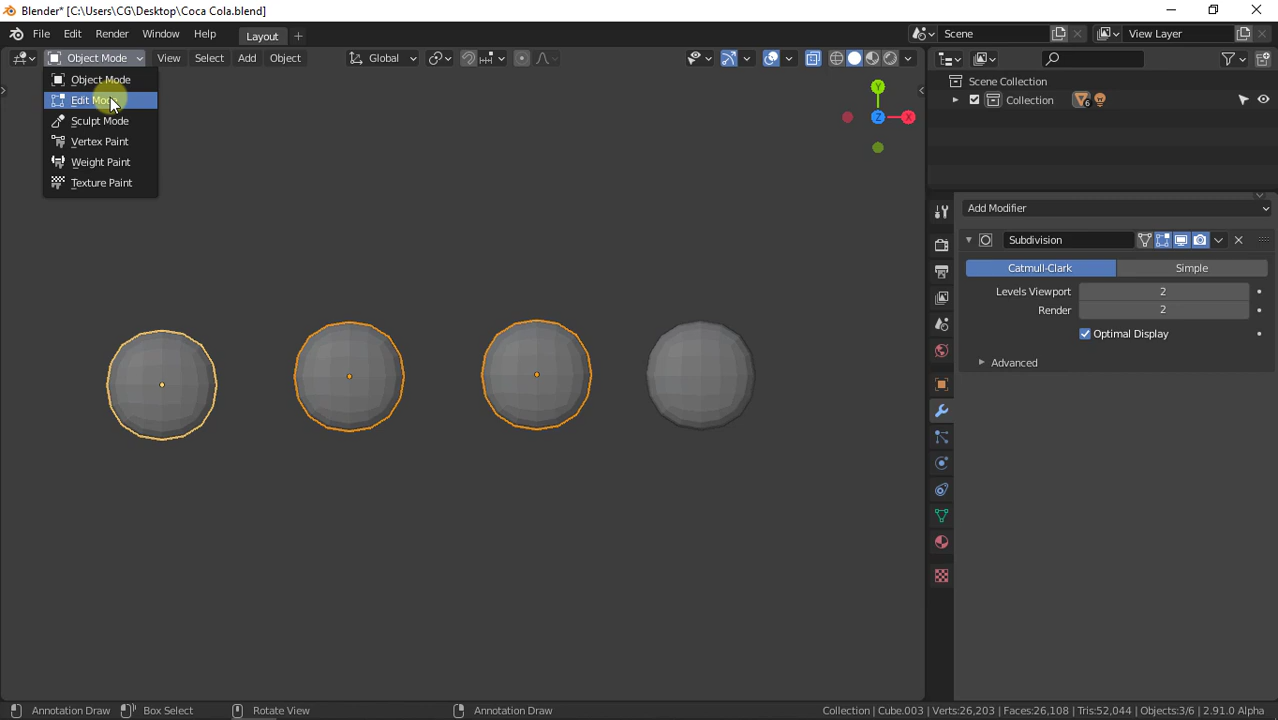 Blender* [C:\Users\CG\Desktop\Coca Cola.blend]
File Edit Render Window Help Layout + Scene View Layer
Object Mode View Select Add Object Global
Object Mode
Edit Mode
Sculpt Mode
Vertex Paint
Weight Paint
Texture Paint
Y
Z
X
Scene Collection
Collection 6
Add Modifier
Subdivision
Catmull-Clark Simple
Levels Viewport 2
Render 2
Optimal Display
Advanced
Annotation Draw Box Select Rotate View Annotation Draw Collection | Cube.003 | Verts:26,203 | Faces:26,108 | Tris:52,044 | Objects:3/6 | 2.91.0 Alpha